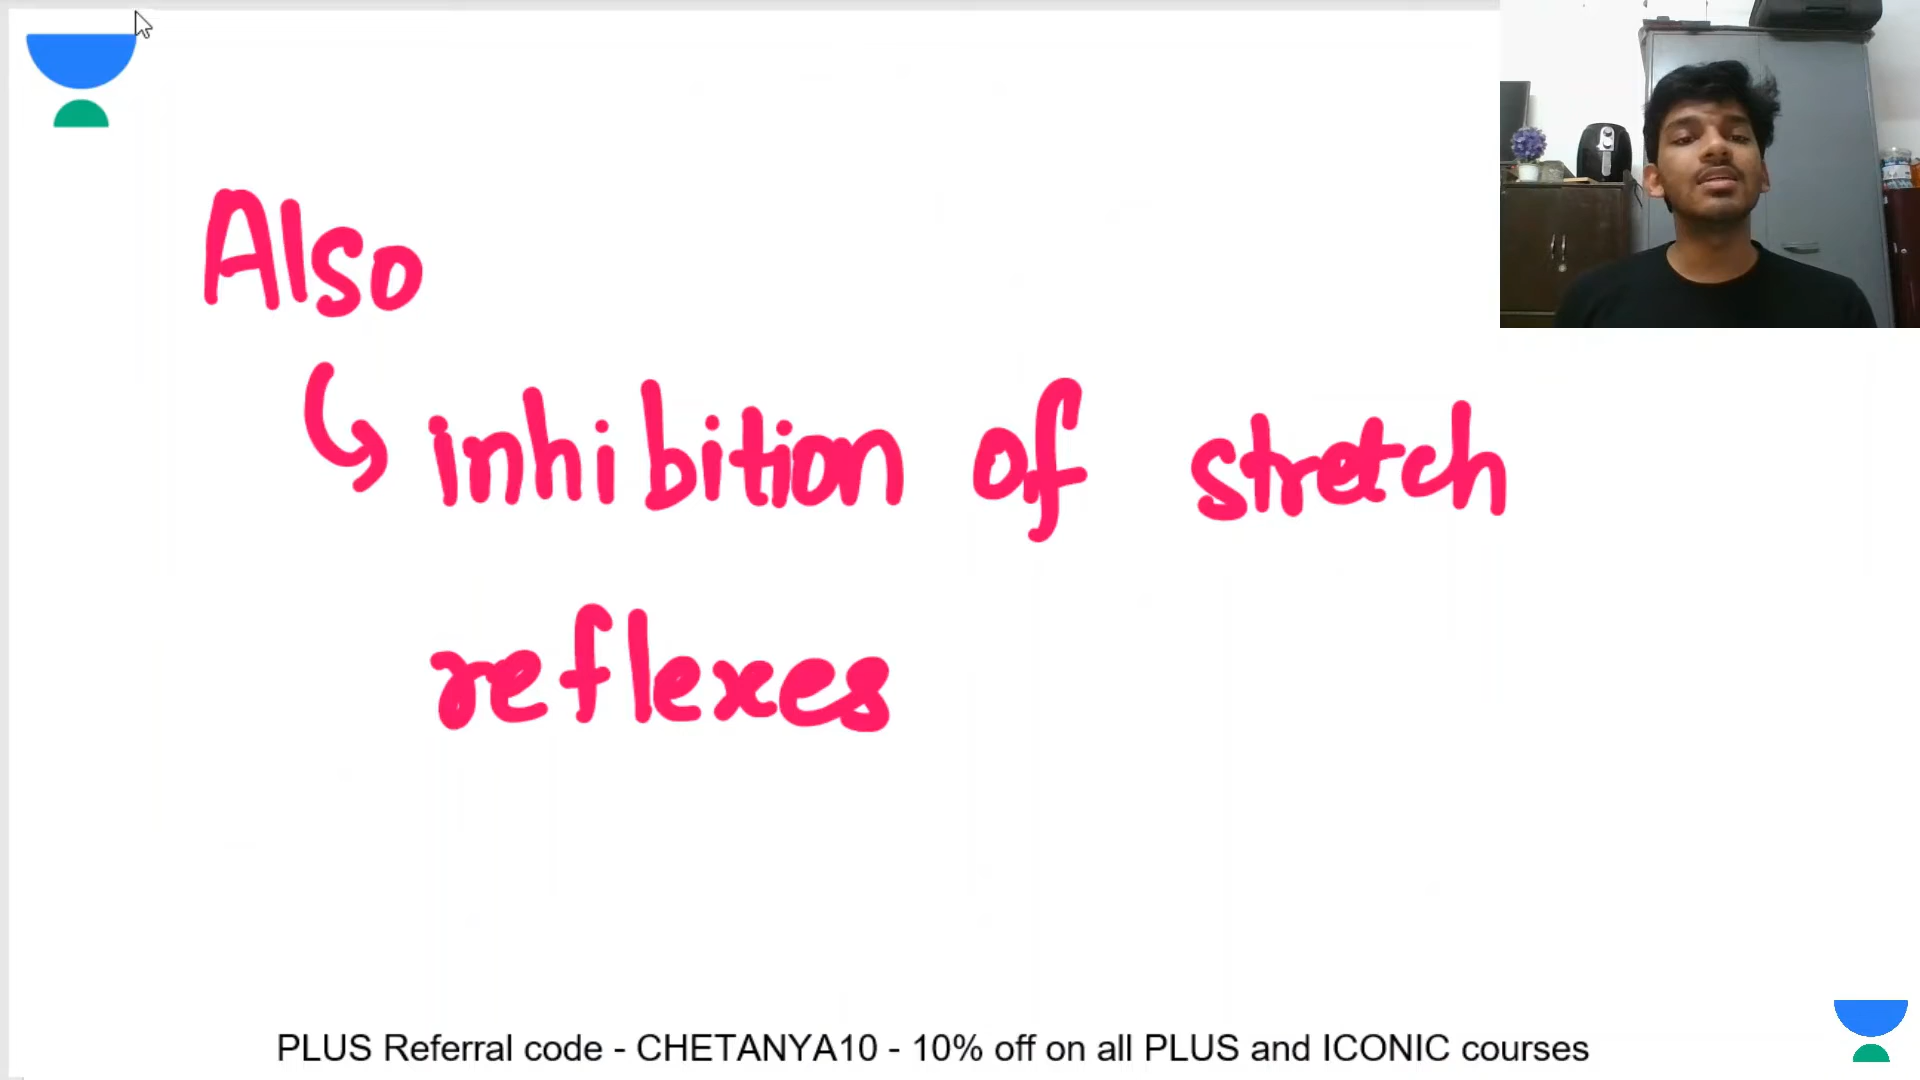 Also
inhibition of stretch
reflexes
PLUS Referral code - CHETANYA10 - 10% off on all PLUS and ICONIC courses